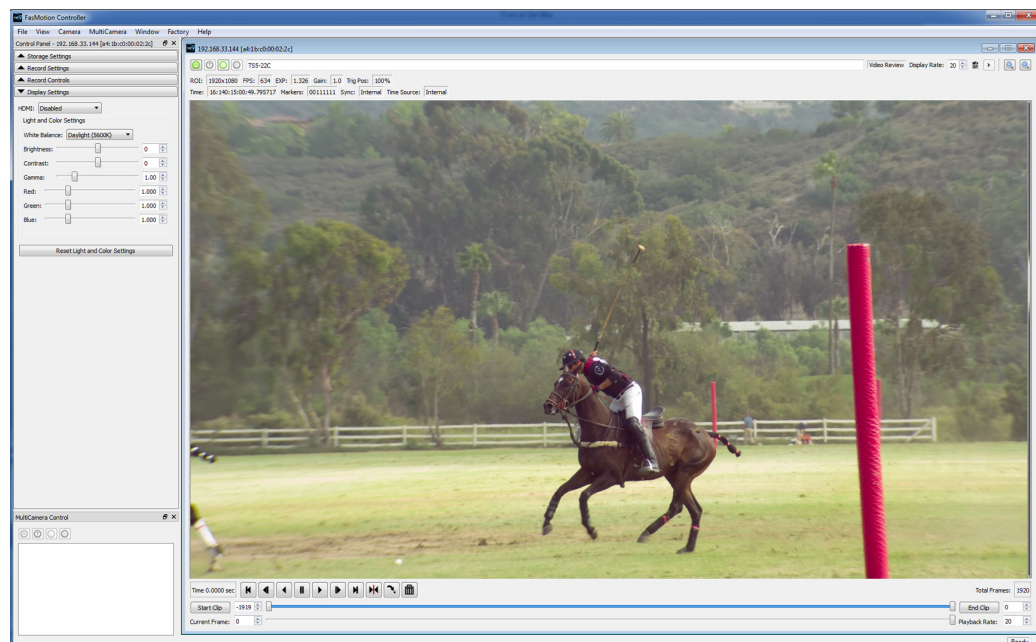 FasMotion Controller
File View Camera MultiCamera Window Factory Help
Control Panel - 192.168.33.144 [a4:1b:c0:00:02:2c]
Storage Settings
Record Settings
Record Controls
Display Settings
HDMI: Disabled
Light and Color Settings
White Balance: Daylight (5600K)
Brightness: 0
Contrast: 0
Gamma: 1.00
Red: 1.000
Green: 1.000
Blue: 1.000
Reset Light and Color Settings
MultiCamera Control
192.168.33.144 [a4:1b:c0:00:02:2c]
TS5-22C Video Review Display Rate: 20
ROI: 1920x1080 FPS: 634 EXP: 1.326 Gain: 1.0 Trig Pos: 100%
Time: 16:140:15:00:49.795717 Markers: 00111111 Sync: Internal Time Source: Internal
Time 0.0000 sec Total Frames: 1920
Start Clip -1919 End Clip 0
Current Frame: 0 Playback Rate: 20
Ready